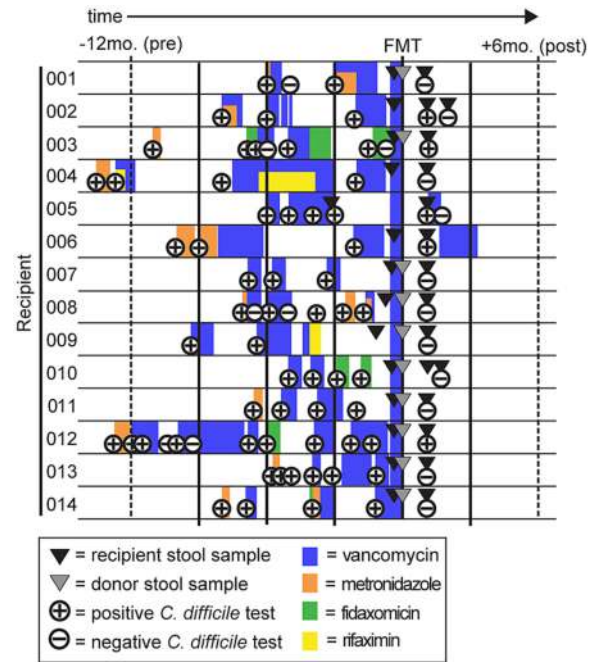 time
-12mo. (pre) FMT +6mo. (post)
Recipient
001
002
003
004
005
006
007
008
009
010
011
012
013
014
= recipient stool sample = vancomycin
= donor stool sample = metronidazole
= positive C. difficile test = fidaxomicin
= negative C. difficile test = rifaximin